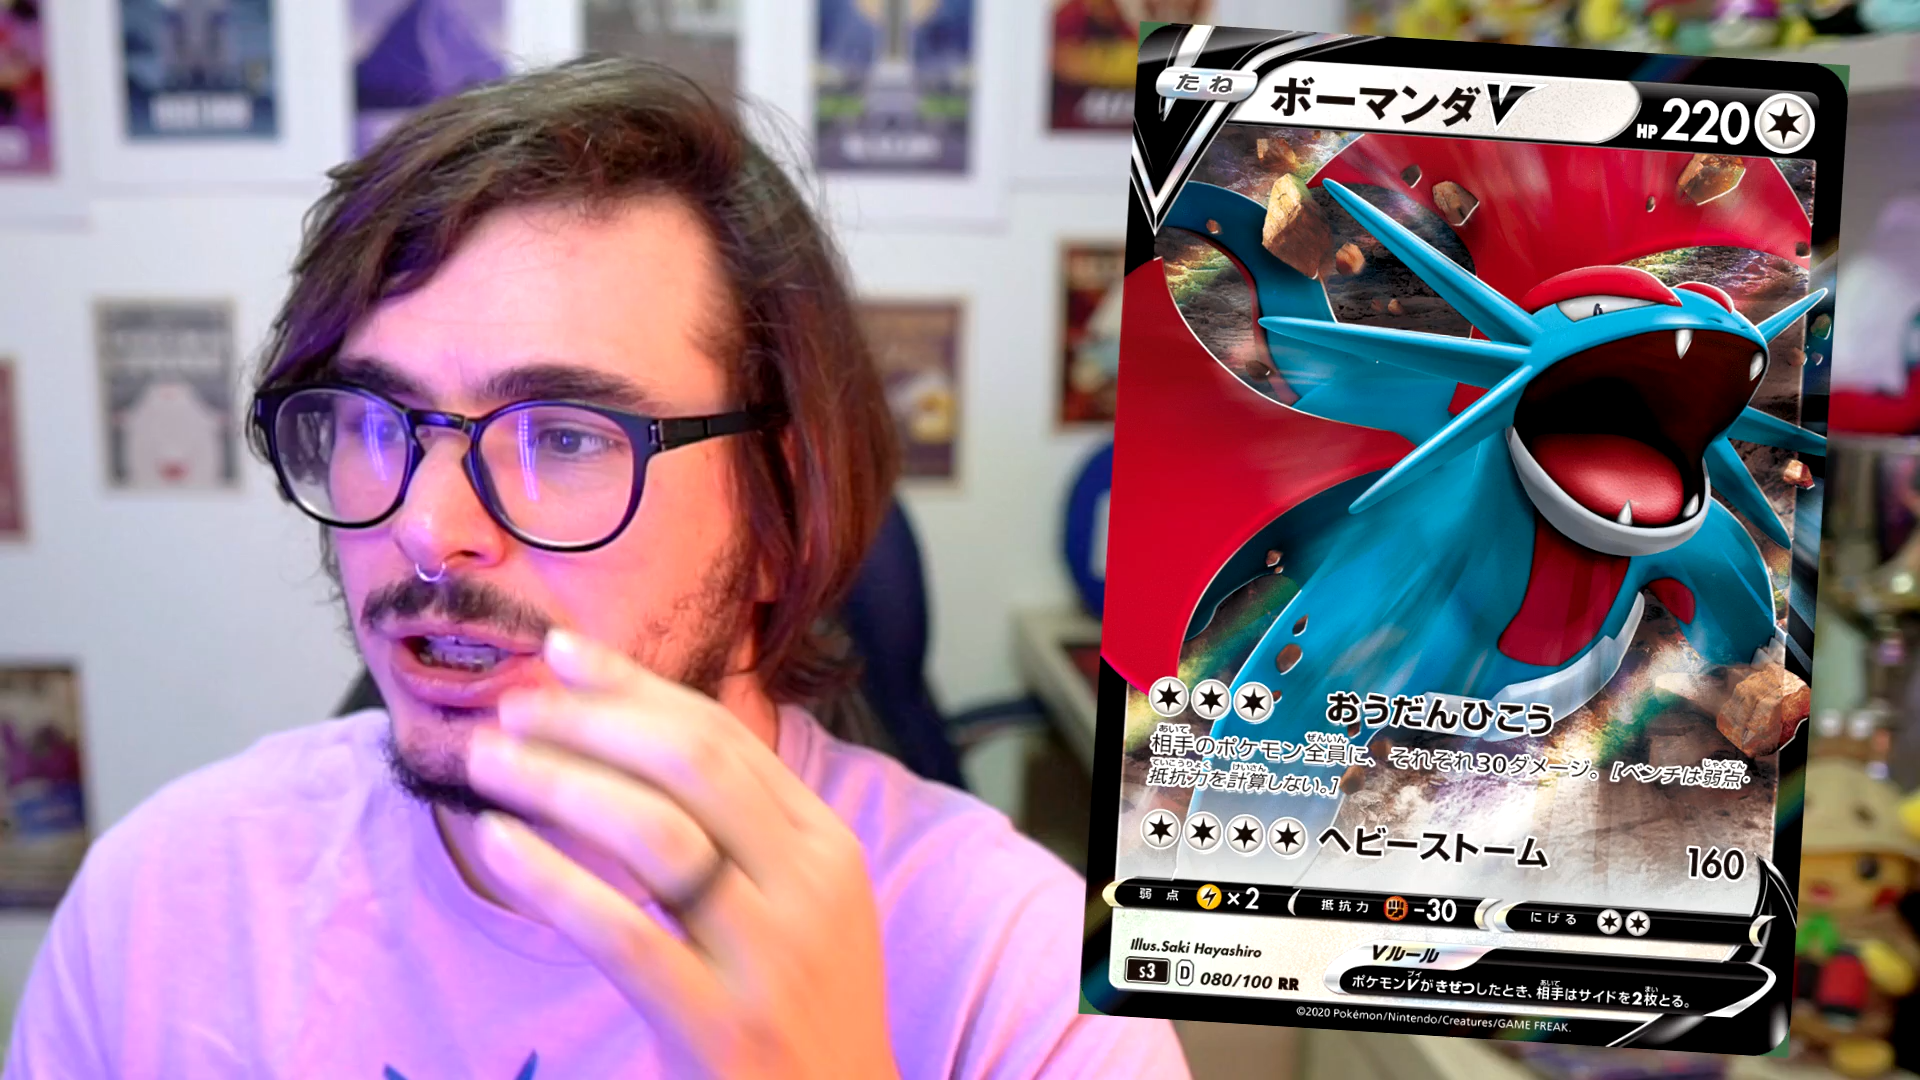 たね
ボーマンダV
HP 220
おうだんひこう
相手のポケモン全員に、それぞれ30ダメージ。[ベンチは弱点・
抵抗力を計算しない。]
ヘビーストーム 160
弱点 ×2 抵抗力 -30 にげる
Illus.Saki Hayashiro
s3 D 080/100 RR
Vルール
ポケモンVがきぜつしたとき、相手はサイドを2枚とる。
©2020 Pokémon/Nintendo/Creatures/GAME FREAK.